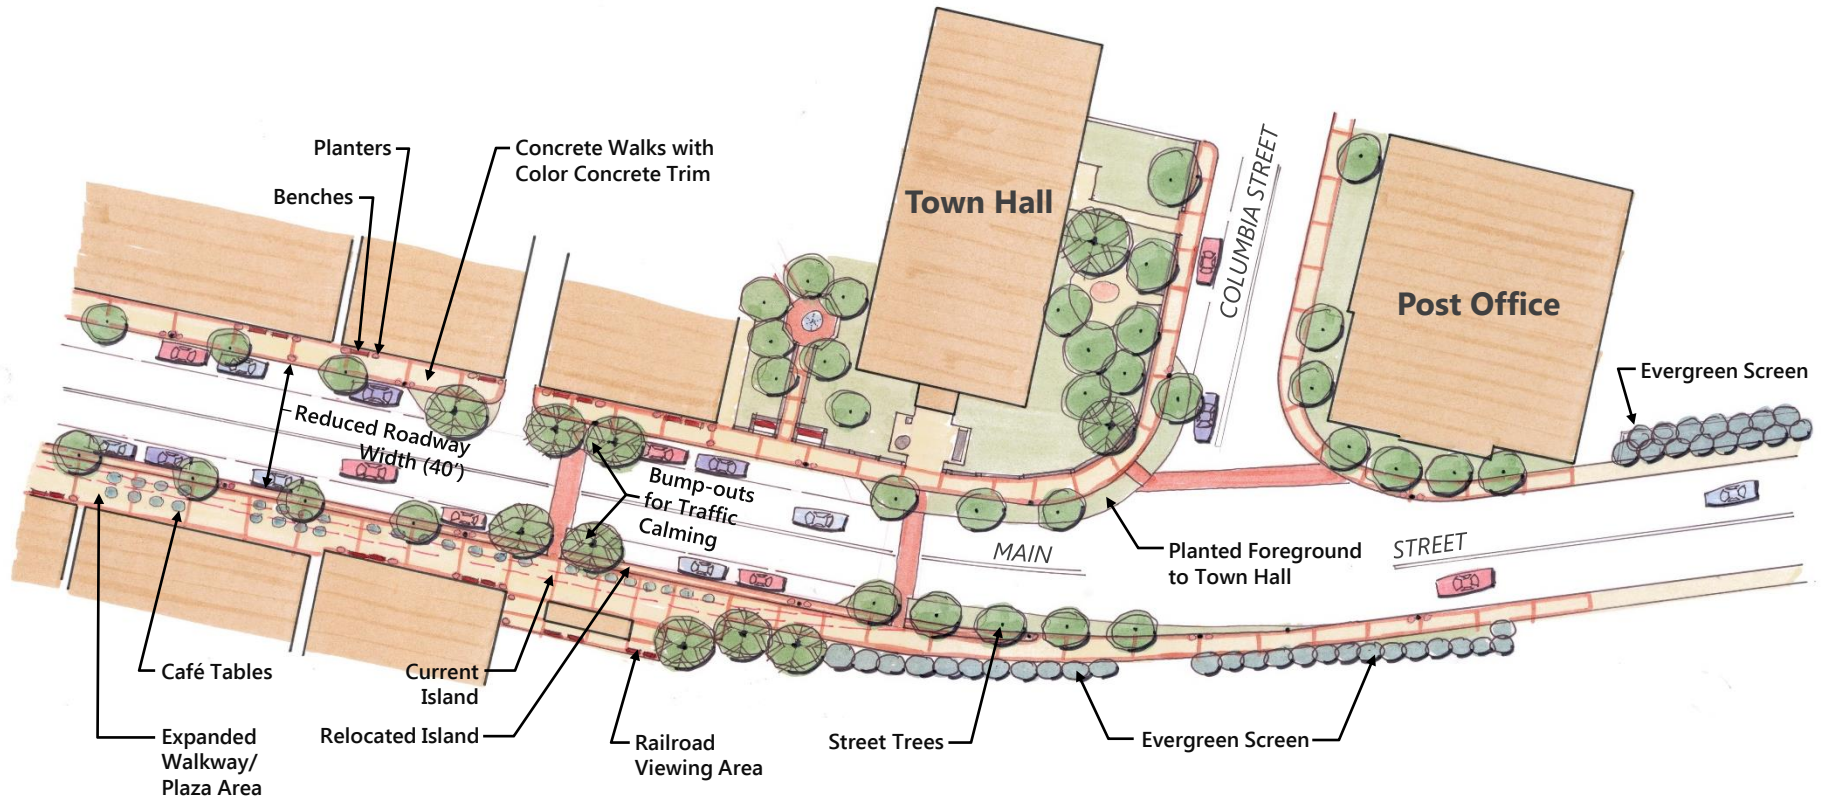 Planters
Concrete Walks with
Color Concrete Trim
Benches
Town Hall
COLUMBIA STREET
Post Office
Evergreen Screen
Reduced Roadway
Width (40')
Bump-outs
for Traffic
Calming
MAIN
STREET
Planted Foreground
to Town Hall
Café Tables
Current
Island
Expanded
Walkway/
Plaza Area
Relocated Island
Railroad
Viewing Area
Street Trees
Evergreen Screen